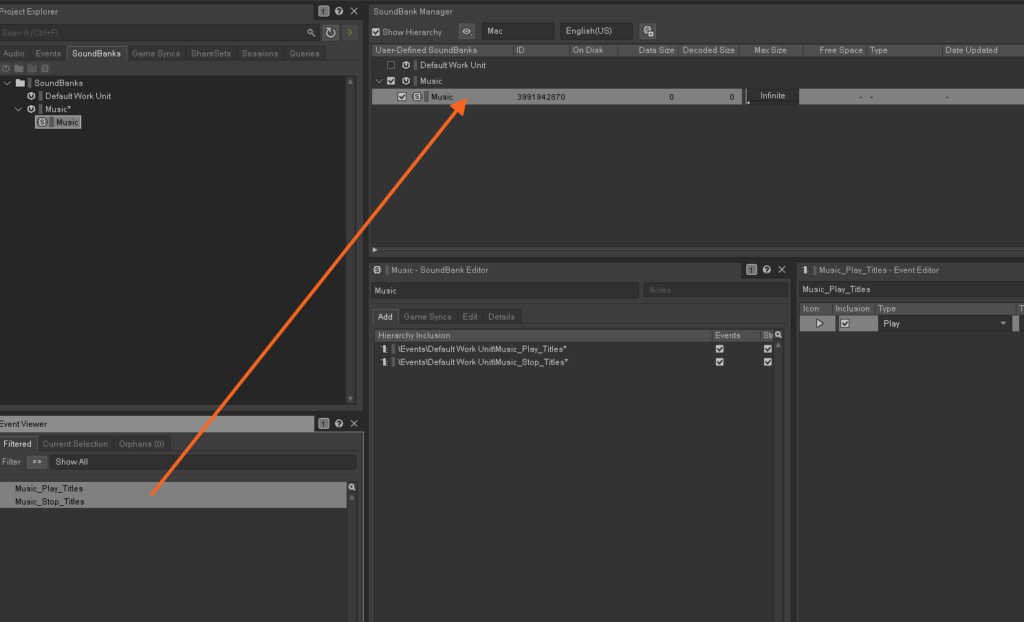 Project Explorer
1
Search (Ctrl+F)
Audio Events SoundBanks Game Syncs ShareSets Sessions Queries
SoundBanks
Default Work Unit
Music*
Music
SoundBank Manager
Show Hierarchy Mac English(US)
User-Defined SoundBanks ID On Disk Data Size Decoded Size Max Size Free Space Type Date Updated
Default Work Unit
Music
Music 3991942870 0 0 Infinite - - -
Event Viewer 1
Filtered Current Selection Orphans (0)
Filter >> Show All
Music_Play_Titles
Music_Stop_Titles
Music - SoundBank Editor 1
Music Notes
Add Game Syncs Edit Details
Hierarchy Inclusion Events St
\Events\Default Work Unit\Music_Play_Titles*
\Events\Default Work Unit\Music_Stop_Titles*
Music_Play_Titles - Event Editor
Music_Play_Titles
Icon Inclusion Type T
Play